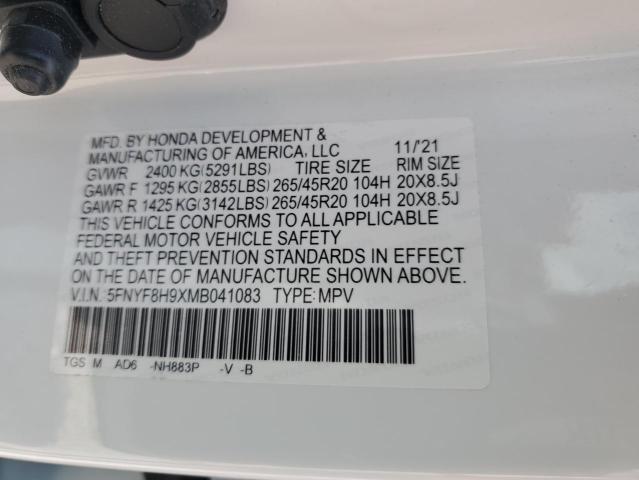 MFD. BY HONDA DEVELOPMENT &
MANUFACTURING OF AMERICA, LLC 11/'21
GVWR 2400 KG(5291LBS) TIRE SIZE RIM SIZE
GAWR F 1295 KG(2855LBS) 265/45R20 104H 20X8.5J
GAWR R 1425 KG(3142LBS) 265/45R20 104H 20X8.5J
THIS VEHICLE CONFORMS TO ALL APPLICABLE
FEDERAL MOTOR VEHICLE SAFETY
AND THEFT PREVENTION STANDARDS IN EFFECT
ON THE DATE OF MANUFACTURE SHOWN ABOVE.
V.I.N. 5FNYF8H9XMB041083 TYPE: MPV
TGS M AD6 -NH883P -V -B